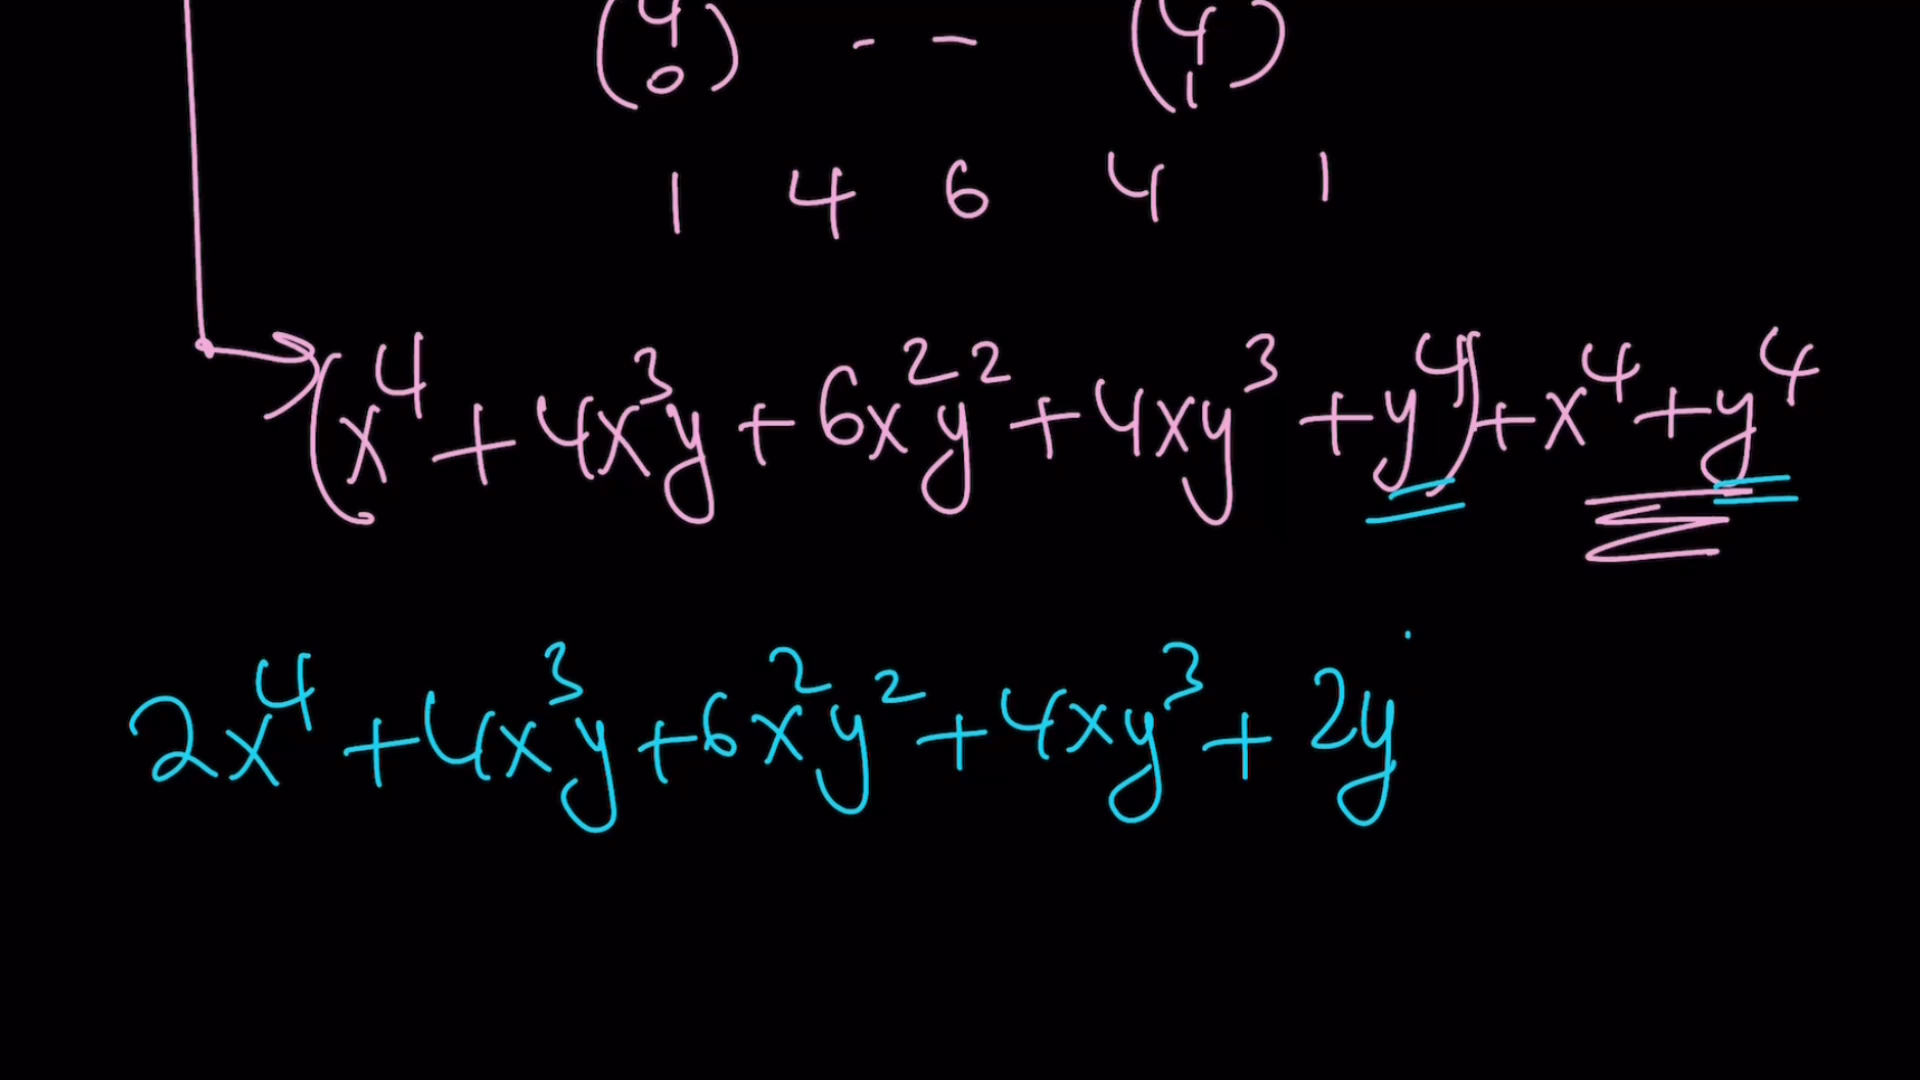 (4 0) - - (4 1)
1 4 6 4 1
(x⁴ + 4x³y + 6x²y² + 4xy³ + y⁴) + x⁴ + y⁴
2x⁴ + 4x³y + 6x²y² + 4xy³ + 2y